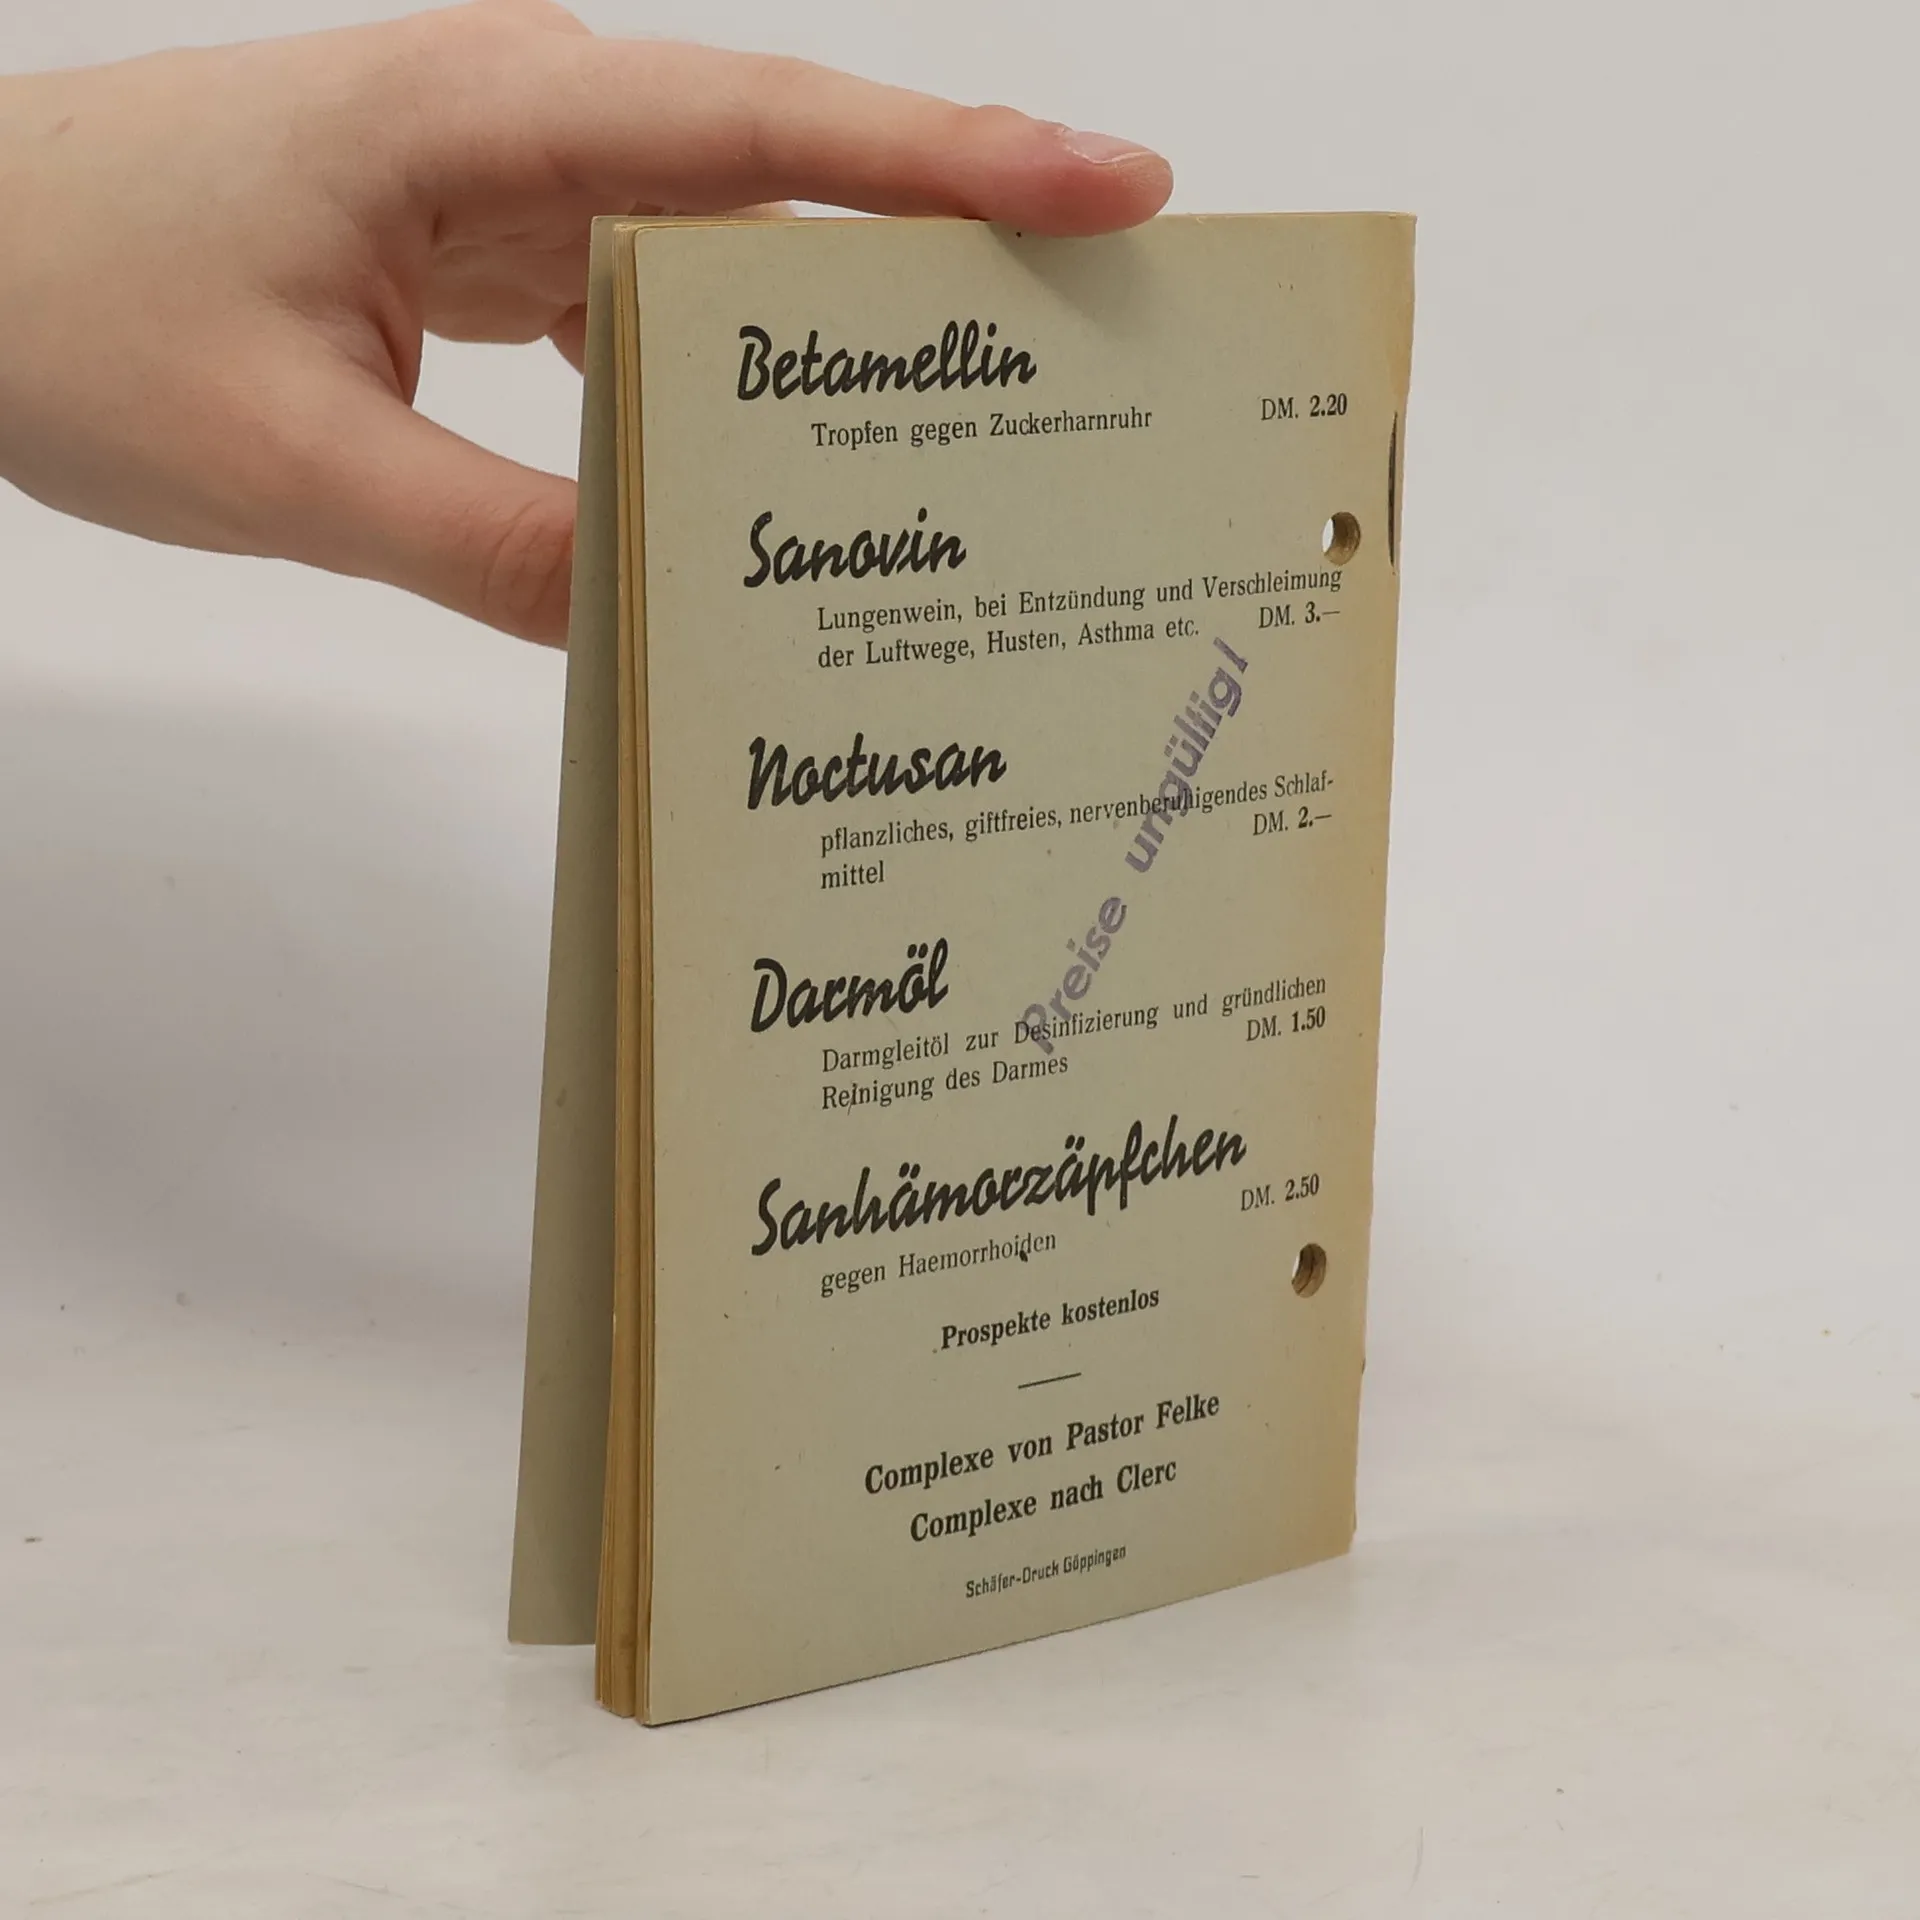 Betamellin
Tropfen gegen Zuckerharnruhr DM. 2.20
Sanovin
Lungenwein, bei Entzündung und Verschleimung
der Luftwege, Husten, Asthma etc. DM. 3.—
Noctusan
pflanzliches, giftfreies, nervenberuhigendes Schlaf-
mittel DM. 2.—
Darmöl
Darmgleitöl zur Desinfizierung und gründlichen
Reinigung des Darmes DM. 1.50
Sanhämorzäpfchen
gegen Haemorrhoiden DM. 2.50
Preise ungültig!
Prospekte kostenlos
Complexe von Pastor Felke
Complexe nach Clerc
Schäfer-Druck Göppingen